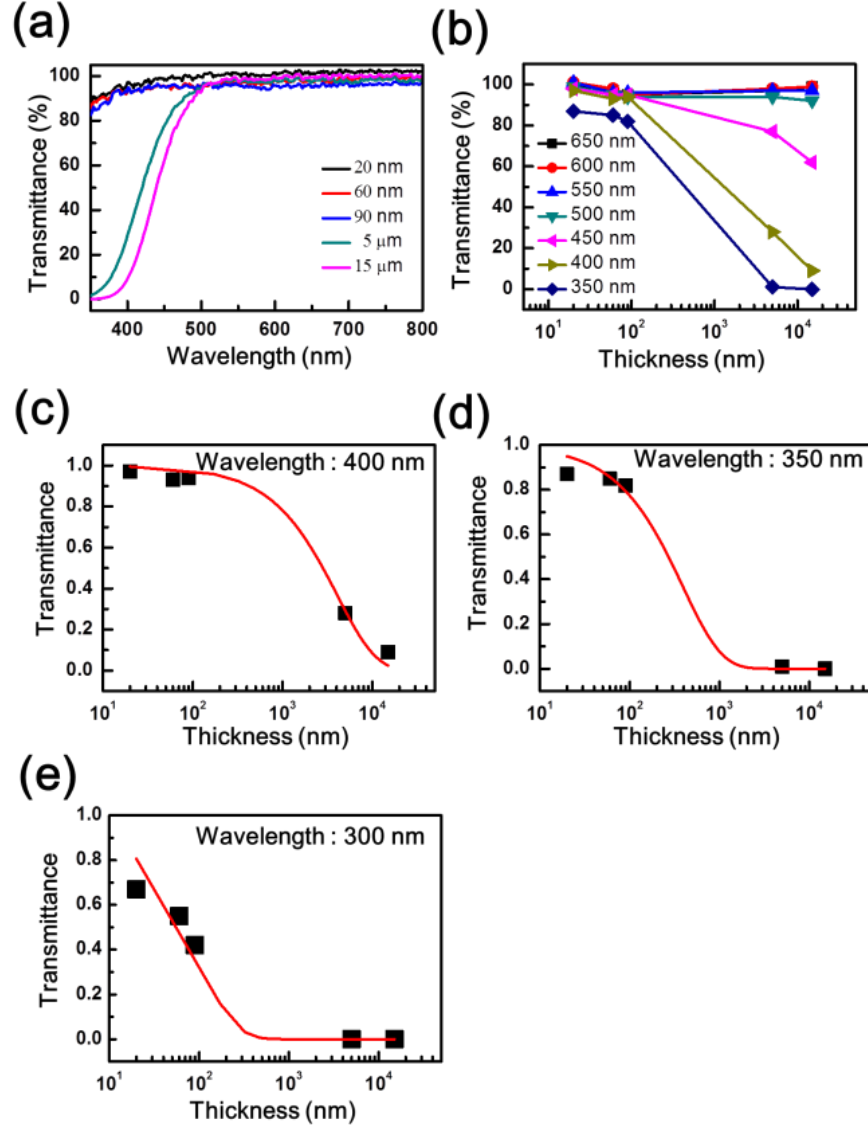 (a)
Transmittance (%)
100
80
60
40
20
0
20 nm
60 nm
90 nm
5 μm
15 μm
400 500 600 700 800
Wavelength (nm)
(b)
Transmittance (%)
100
80
60
40
20
0
650 nm
600 nm
550 nm
500 nm
450 nm
400 nm
350 nm
10¹ 10² 10³ 10⁴
Thickness (nm)
(c)
Transmittance
1.0
0.8
0.6
0.4
0.2
0.0
Wavelength : 400 nm
10¹ 10² 10³ 10⁴
Thickness (nm)
(d)
Transmittance
1.0
0.8
0.6
0.4
0.2
0.0
Wavelength : 350 nm
10¹ 10² 10³ 10⁴
Thickness (nm)
(e)
Transmittance
1.0
0.8
0.6
0.4
0.2
0.0
Wavelength : 300 nm
10¹ 10² 10³ 10⁴
Thickness (nm)